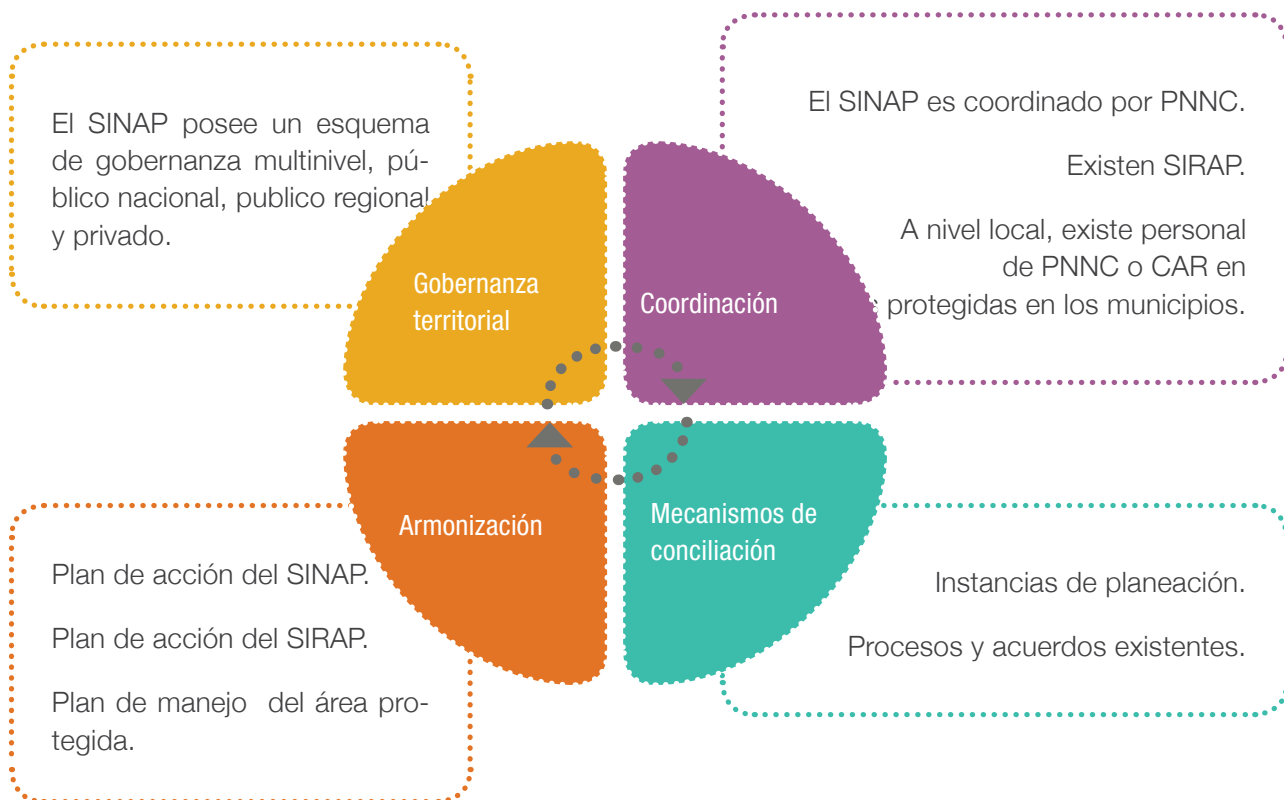 El SINAP posee un esquema
de gobernanza multinivel, pú-
blico nacional, publico regional
y privado.
El SINAP es coordinado por PNNC.
Existen SIRAP.
A nivel local, existe personal
de PNNC o CAR en
protegidas en los municipios.
Gobernanza
territorial
Coordinación
Armonización
Mecanismos de
conciliación
Plan de acción del SINAP.
Plan de acción del SIRAP.
Plan de manejo del área pro-
tegida.
Instancias de planeación.
Procesos y acuerdos existentes.